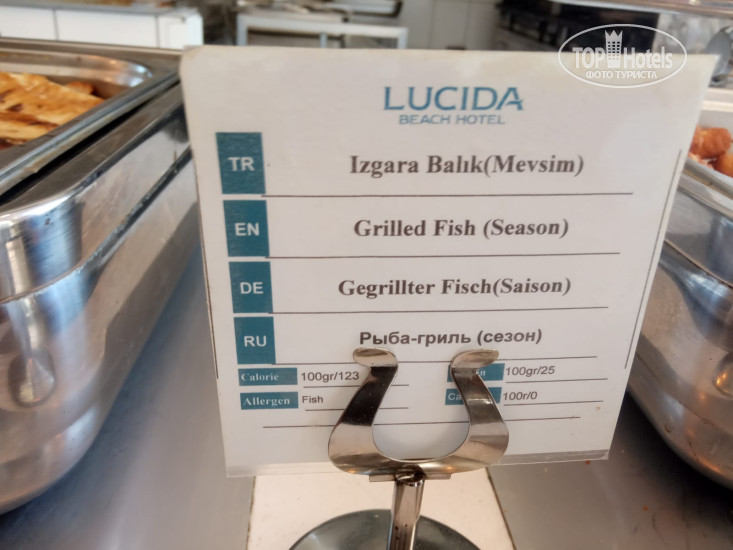 TOP Hotels
ФОТО ТУРИСТА
LUCIDA
BEACH HOTEL
TR Izgara Balık(Mevsim)
EN Grilled Fish (Season)
DE Gegrillter Fisch(Saison)
RU Рыба-гриль (сезон)
Calorie 100gr/123 100gr/25
Allergen Fish 100r/0